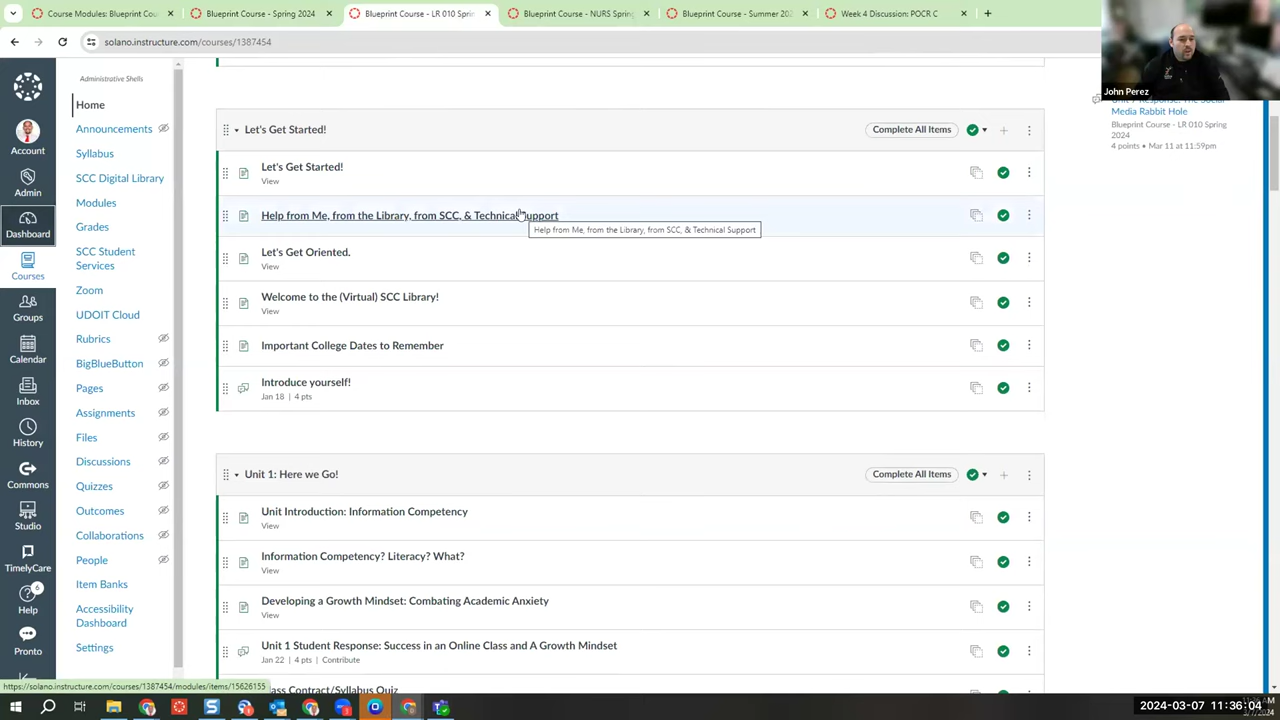 Blueprint Course:
Blueprint Course - Spring 2024
Blueprint Course - LR 010 Sprin
Blueprint Course - NURS Spring
Blueprint Course - Summer 202
Week 4 Discussion: POCR C
solano.instructure.com/courses/1387454
John Perez
Administrative Shells
Home
Announcements
Syllabus
SCC Digital Library
Modules
Grades
SCC Student Services
Zoom
UDOIT Cloud
Rubrics
BigBlueButton
Pages
Assignments
Files
Discussions
Quizzes
Outcomes
Collaborations
People
Item Banks
Accessibility Dashboard
Settings
Account
Admin
Dashboard
Courses
Groups
Calendar
Inbox
History
Commons
Studio
TimelyCare
6
Help
Pronto
Let's Get Started!
Complete All Items
Let's Get Started!
View
Help from Me, from the Library, from SCC, & Technical Support
Help from Me, from the Library, from SCC, & Technical Support
Let's Get Oriented.
View
Welcome to the (Virtual) SCC Library!
View
Important College Dates to Remember
Introduce yourself!
Jan 18 | 4 pts
Unit 1: Here we Go!
Complete All Items
Unit Introduction: Information Competency
View
Information Competency? Literacy? What?
View
Developing a Growth Mindset: Combating Academic Anxiety
View
Unit 1 Student Response: Success in an Online Class and A Growth Mindset
Jan 22 | 4 pts | Contribute
Class Contract/Syllabus Quiz
Media Rabbit Hole
Blueprint Course - LR 010 Spring
2024
4 points • Mar 11 at 11:59pm
https://solano.instructure.com/courses/1387454/modules/items/15626155
2024-03-07 11:36:04